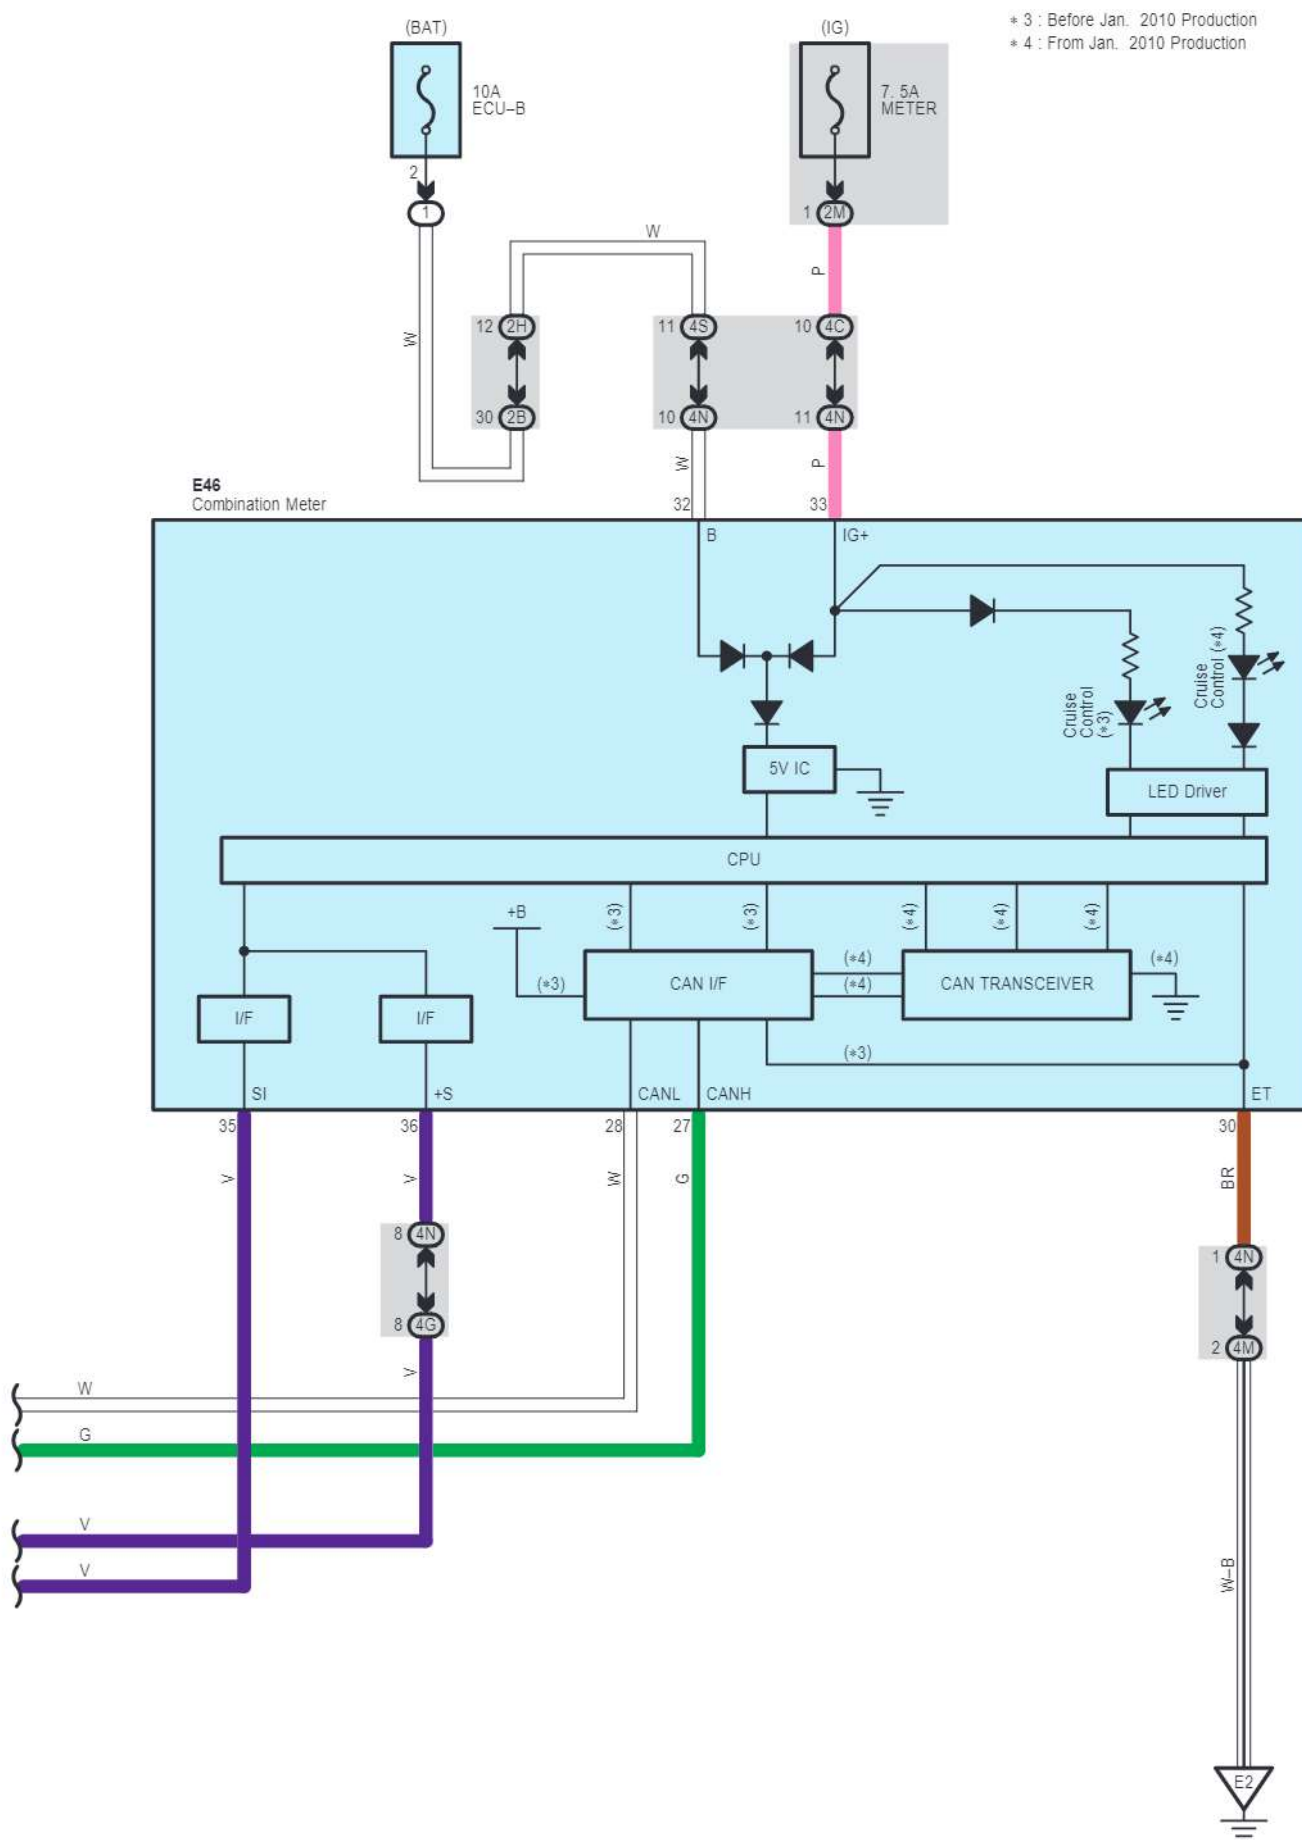 ∗ 3 : Before Jan. 2010 Production
∗ 4 : From Jan. 2010 Production
(BAT)
(IG)
10A
ECU–B
7. 5A
METER
2
1
1 2M
W
P
W
12 2H
11 4S
10 4C
30 2B
10 4N
11 4N
W
P
E46
Combination Meter
32
33
B
IG+
Cruise
Control (∗4)
Cruise
Control
(∗3)
5V IC
LED Driver
CPU
+B
(∗3)
(∗3)
(∗4)
(∗4)
(∗4)
(∗3)
CAN I/F
(∗4)
(∗4)
CAN TRANSCEIVER
(∗4)
I/F
I/F
(∗3)
SI
+S
CANL
CANH
ET
35
36
28
27
30
V
V
W
G
BR
8 4N
1 4N
8 4G
2 4M
V
W
G
V
V
W–B
E2